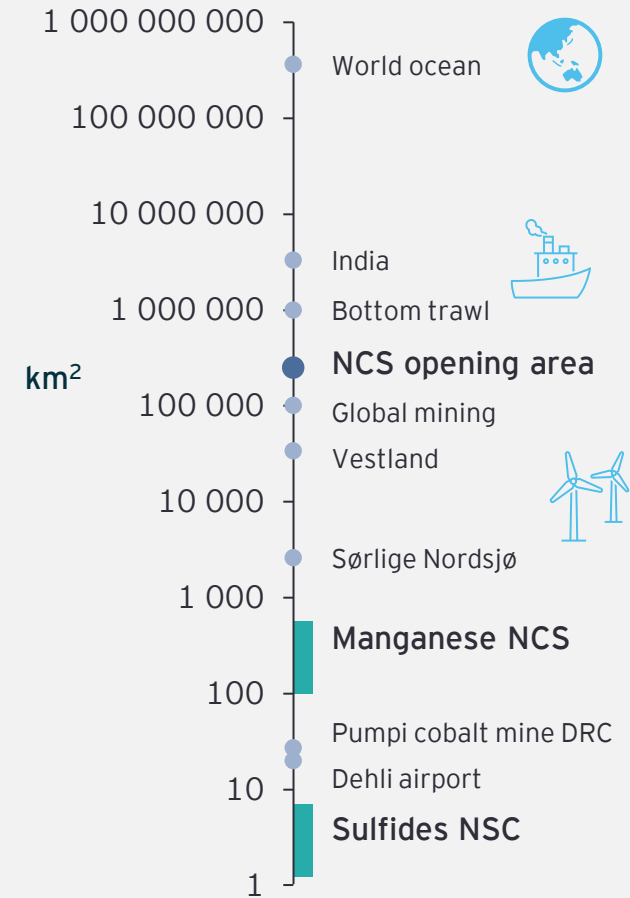 1 000 000 000
World ocean
100 000 000
10 000 000
India
1 000 000
Bottom trawl
NCS opening area
km²
100 000
Global mining
Vestland
10 000
Sørlige Nordsjø
1 000
Manganese NCS
100
Pumpi cobalt mine DRC
Dehli airport
10
Sulfides NSC
1